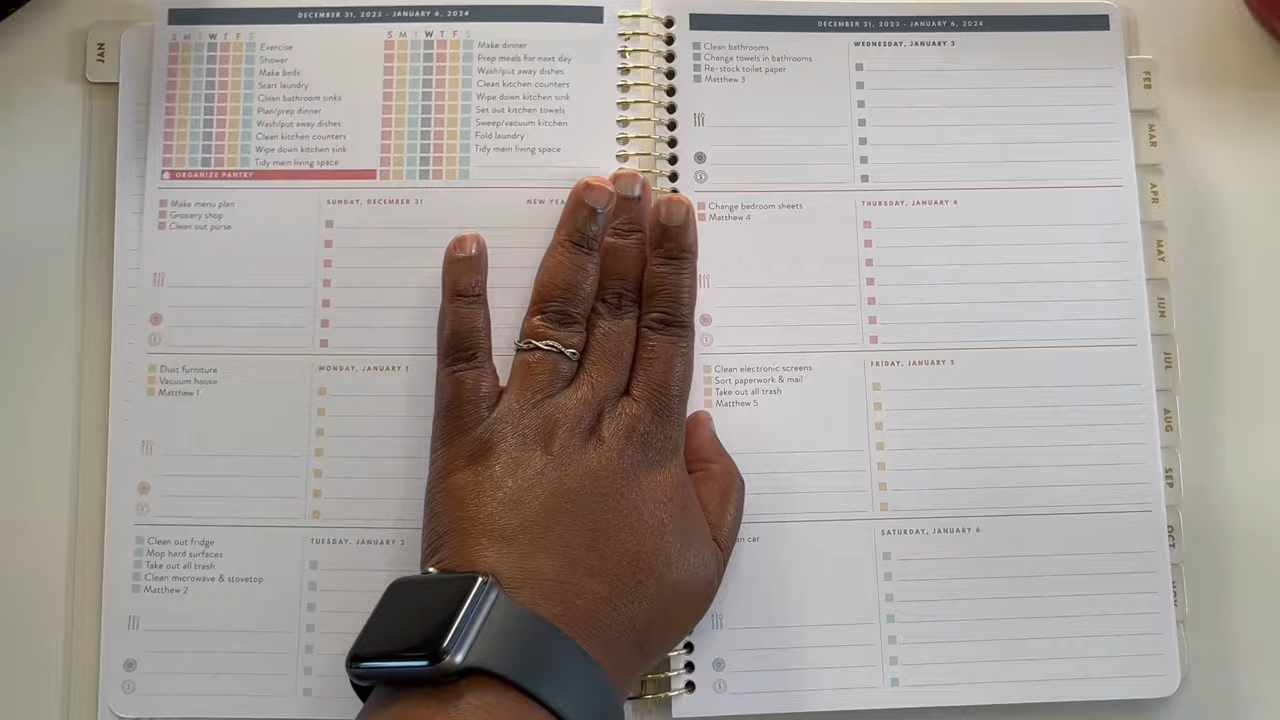 JAN
DECEMBER 31, 2023 - JANUARY 6, 2024
S M T W T F S
Exercise
Shower
Make beds
Start laundry
Clean bathroom sinks
Plan/prep dinner
Wash/put away dishes
Clean kitchen counters
Wipe down kitchen sink
Tidy main living space
S M T W T F S
Make dinner
Prep meals for next day
Wash/put away dishes
Clean kitchen counters
Wipe down kitchen sink
Set out kitchen towels
Sweep/vacuum kitchen
Fold laundry
Tidy main living space
ORGANIZE PANTRY
Make menu plan
Grocery shop
Clean out purse
SUNDAY, DECEMBER 31
NEW YEA
Dust furniture
Vacuum house
Matthew 1
MONDAY, JANUARY 1
Clean out fridge
Mop hard surfaces
Take out all trash
Clean microwave & stovetop
Matthew 2
TUESDAY, JANUARY 2
DECEMBER 31, 2023 - JANUARY 6, 2024
Clean bathrooms
Change towels in bathrooms
Re-stock toilet paper
Matthew 3
WEDNESDAY, JANUARY 3
Change bedroom sheets
Matthew 4
THURSDAY, JANUARY 4
Clean electronic screens
Sort paperwork & mail
Take out all trash
Matthew 5
FRIDAY, JANUARY 5
an car
SATURDAY, JANUARY 6
FEB
MAR
APR
MAY
JUN
JUL
AUG
SEP
OCT
NOV